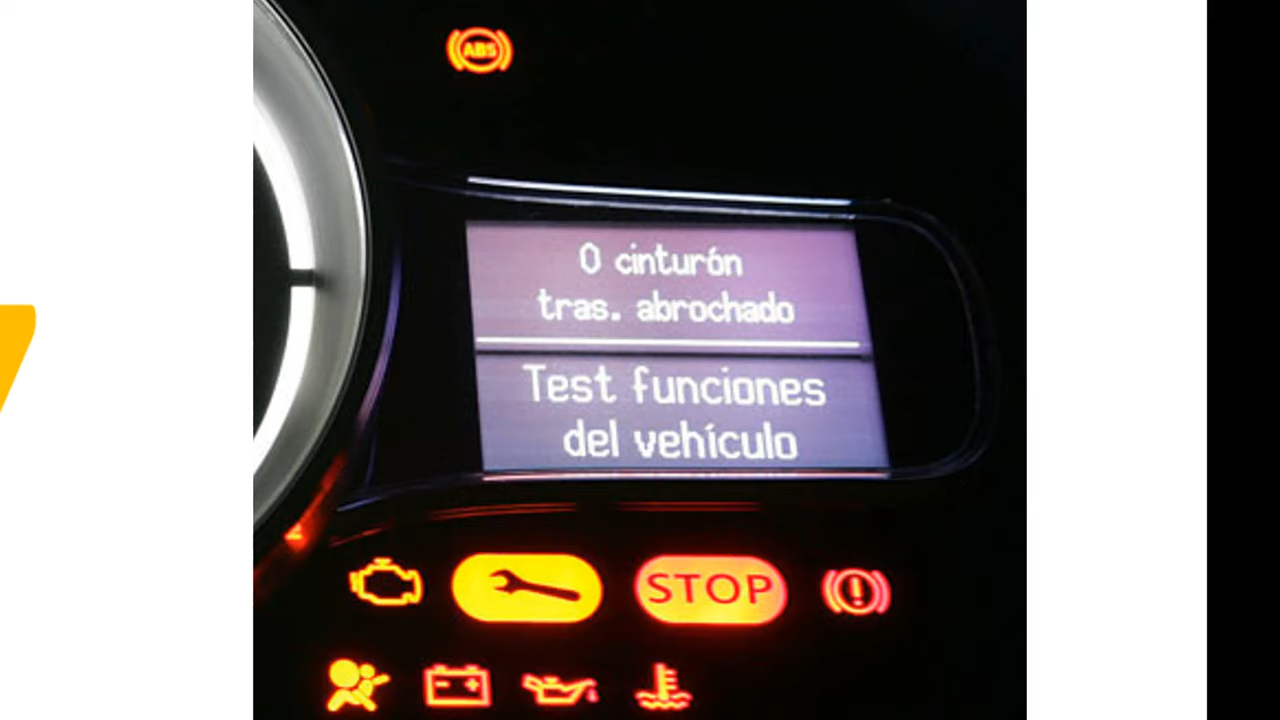 ABS
0 cinturón
tras. abrochado
Test funciones
del vehículo
STOP